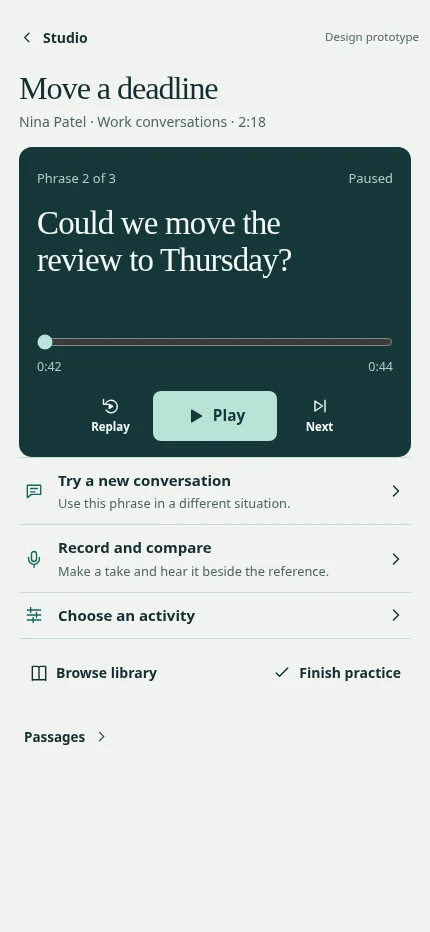 Studio
Design prototype
Move a deadline
Nina Patel · Work conversations · 2:18
Phrase 2 of 3
Paused
Could we move the
review to Thursday?
0:42
0:44
Replay
Play
Next
Try a new conversation
Use this phrase in a different situation.
Record and compare
Make a take and hear it beside the reference.
Choose an activity
Browse library
Finish practice
Passages